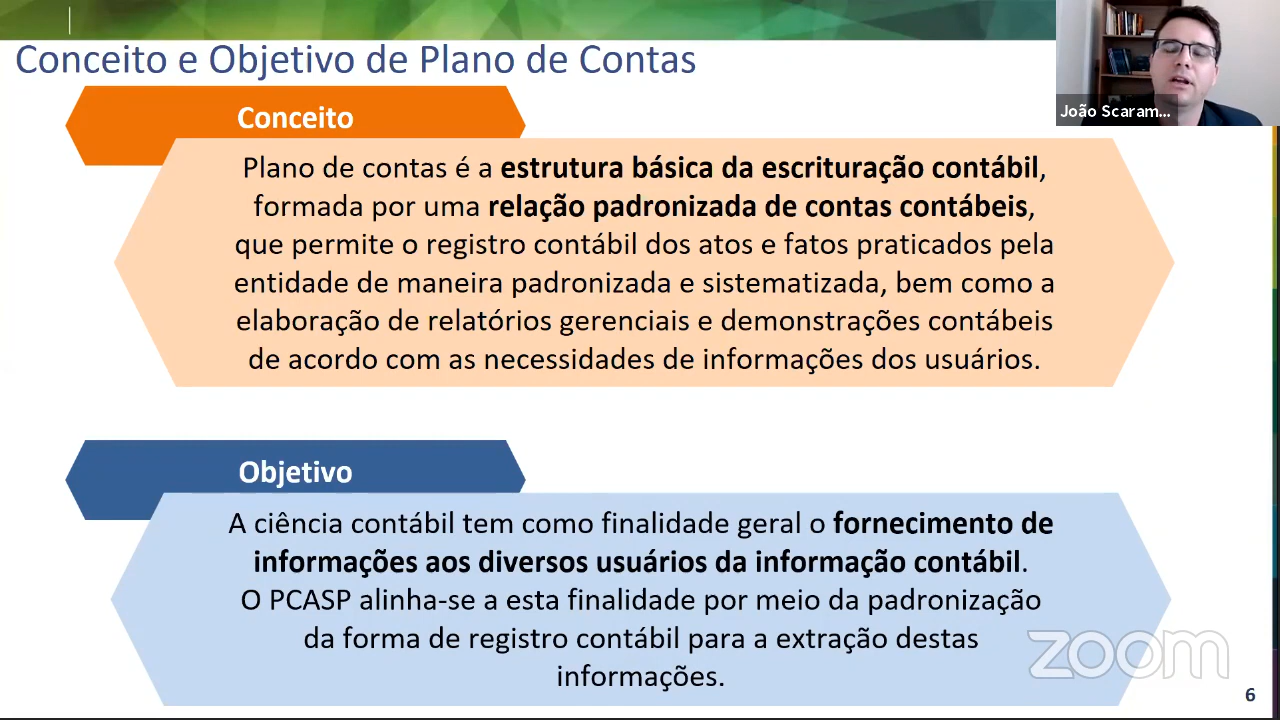 Conceito e Objetivo de Plano de Contas
João Scaram...
Conceito
Plano de contas é a estrutura básica da escrituração contábil,
formada por uma relação padronizada de contas contábeis,
que permite o registro contábil dos atos e fatos praticados pela
entidade de maneira padronizada e sistematizada, bem como a
elaboração de relatórios gerenciais e demonstrações contábeis
de acordo com as necessidades de informações dos usuários.
Objetivo
A ciência contábil tem como finalidade geral o fornecimento de
informações aos diversos usuários da informação contábil.
O PCASP alinha-se a esta finalidade por meio da padronização
da forma de registro contábil para a extração destas
informações.
zoom
6